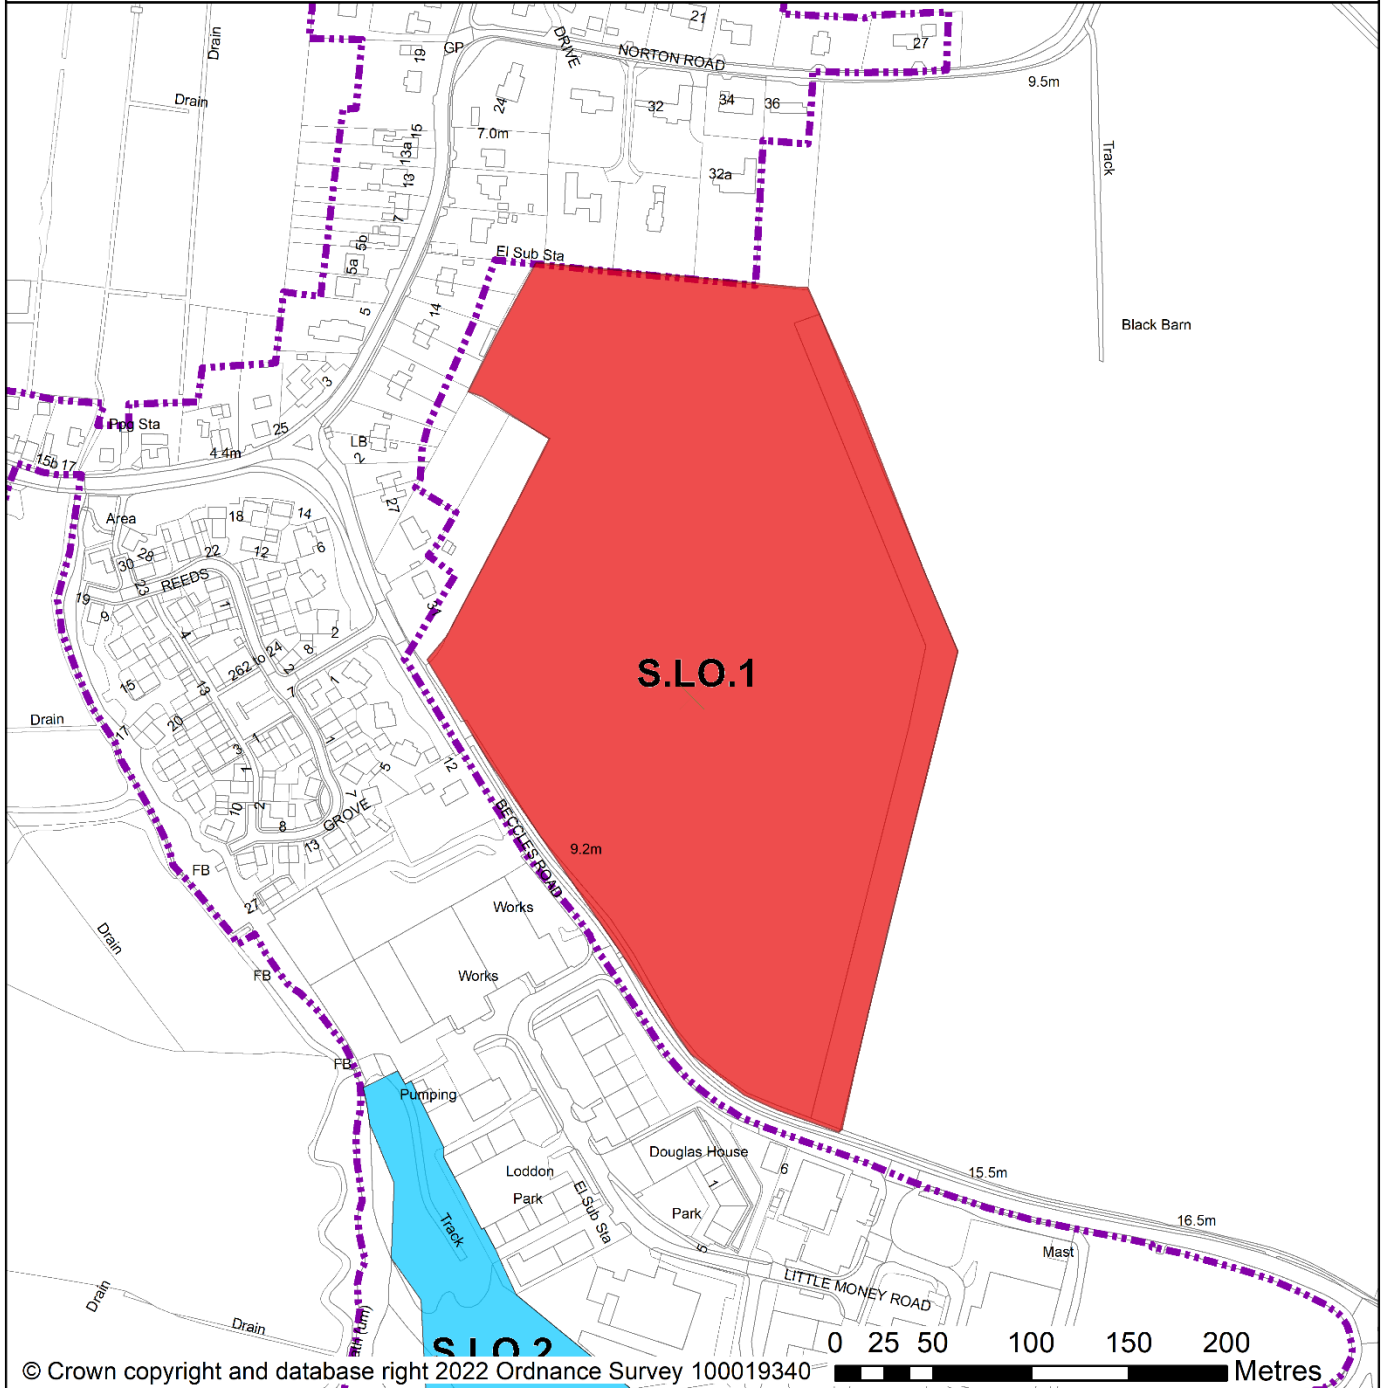 21
27
GP
DRIVE
NORTON ROAD
19
Drain
Drain
9.5m
24
32
34
36
7.0m
15
13a
13
Track
32a
7
5b
5a
El Sub Sta
14
5
Black Barn
3
Ppg Sta
25
LB
2
4.4m
15b 17
27
Area
18
14
28
22
12
6
30
23
REEDS
19
9
1
4
2
8
262 to 24
2
S.LO.1
15
13
7
1
20
Drain
17
3
1
1
1
5
12
7
10
2
8
GROVE
13
BECCLES ROAD
9.2m
FB
27
Works
Drain
FB
Works
FB
Pumping
Douglas House
6
Loddon
Park
1
15.5m
El Sub Sta
Park
Track
5
16.5m
Mast
LITTLE MONEY ROAD
Drain
Drain
S.LO.2
0 25 50 100 150 200
Metres
© Crown copyright and database right 2022 Ordnance Survey 100019340